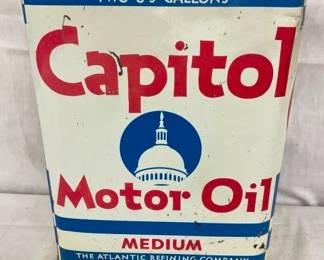 TWO U.S. GALLONS
Capitol
Motor Oil
MEDIUM
THE ATLANTIC REFINING COMPANY